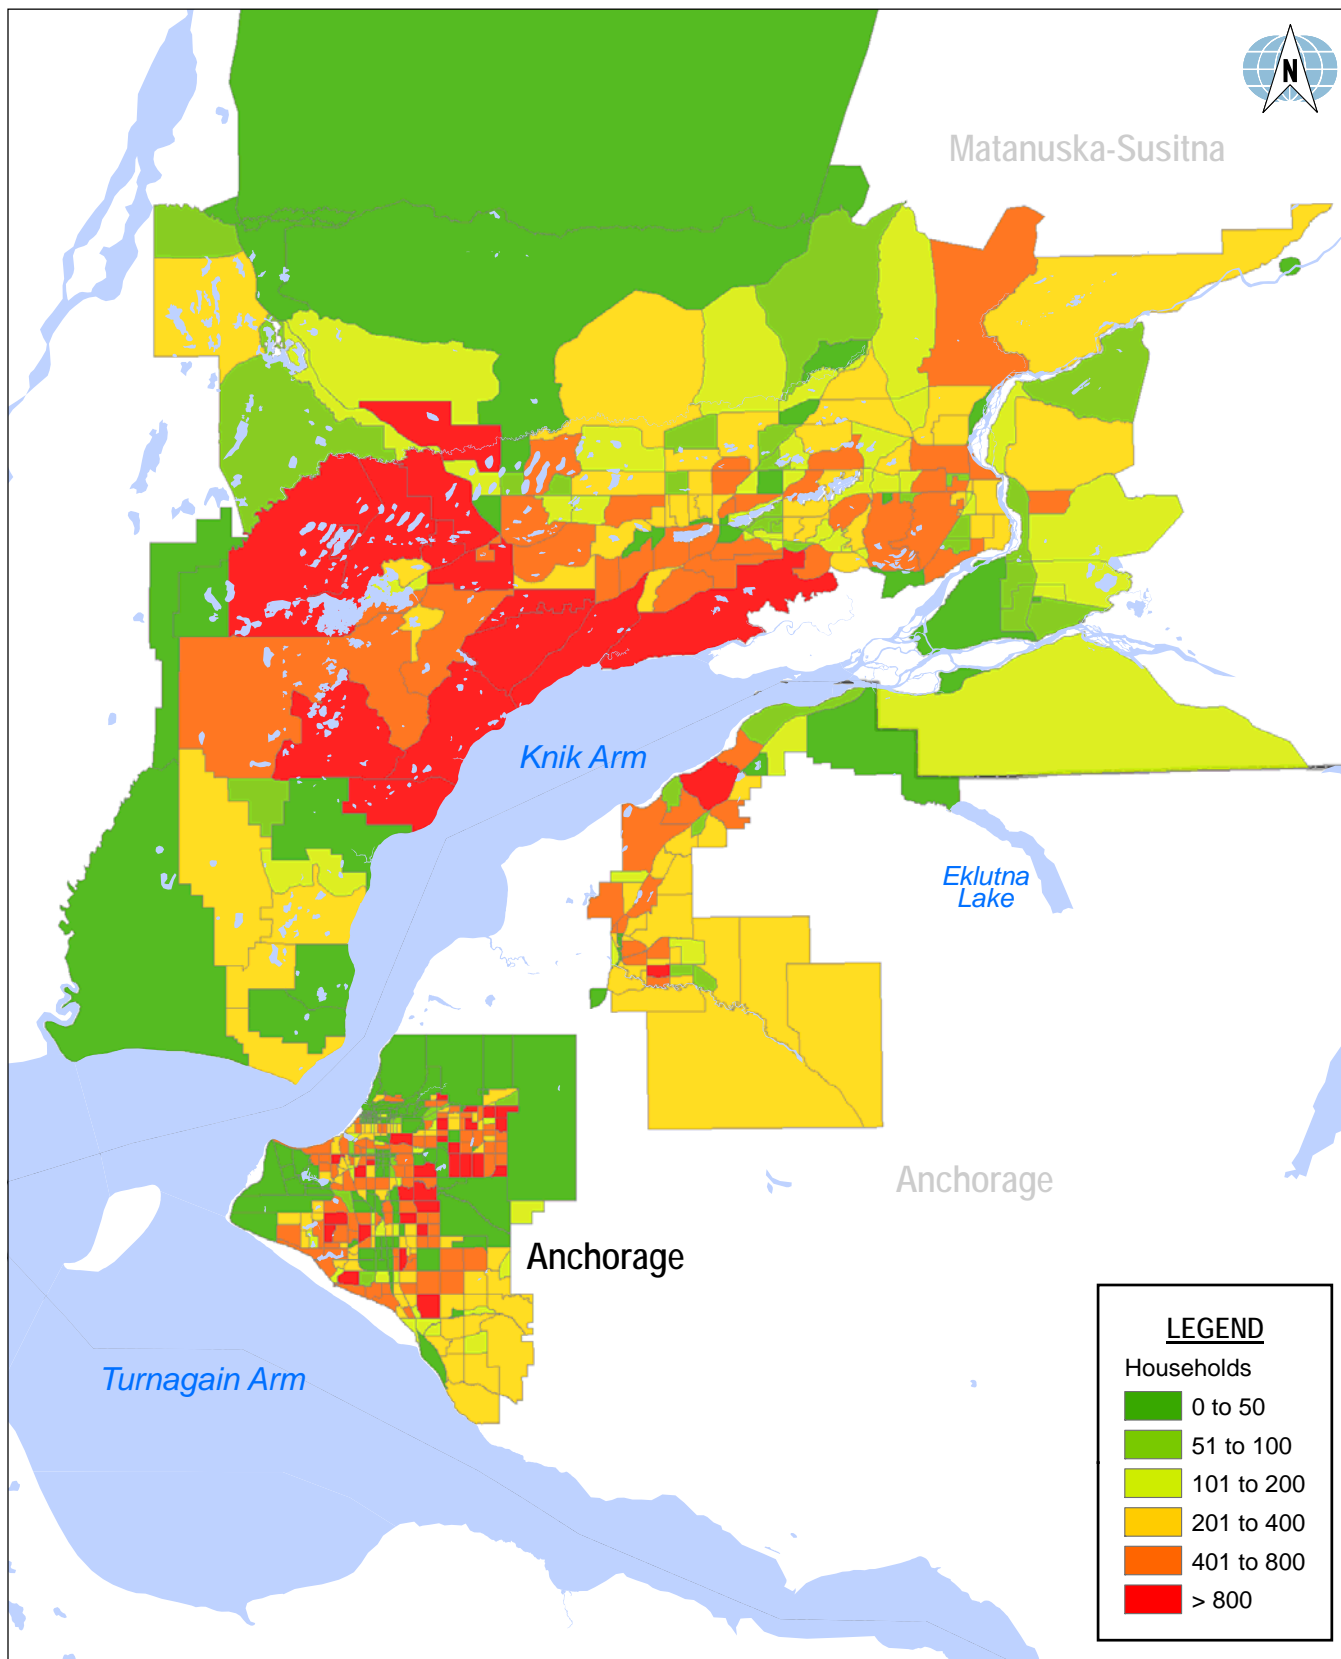 N
Matanuska-Susitna
Knik Arm
Eklutna
Lake
Anchorage
Anchorage
Turnagain Arm
LEGEND
Households
0 to 50
51 to 100
101 to 200
201 to 400
401 to 800
> 800